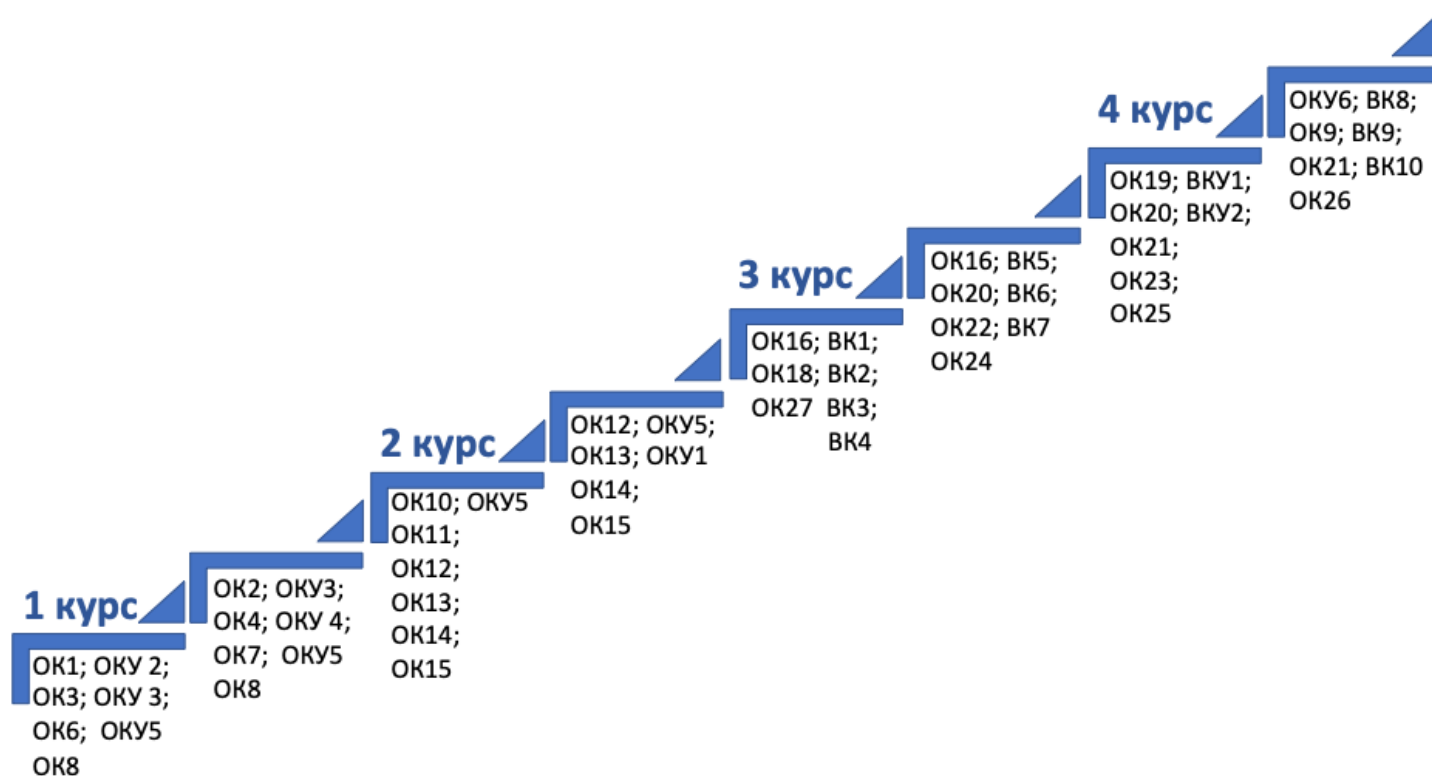 1 курс
ОК1; ОКУ 2;
ОК3; ОКУ 3;
ОК6; ОКУ5
ОК8
ОК2; ОКУ3;
ОК4; ОКУ 4;
ОК7; ОКУ5
ОК8
2 курс
ОК10; ОКУ5
ОК11;
ОК12;
ОК13;
ОК14;
ОК15
ОК12; ОКУ5;
ОК13; ОКУ1
ОК14;
ОК15
3 курс
ОК16; ВК1;
ОК18; ВК2;
ОК27 ВК3;
ВК4
ОК16; ВК5;
ОК20; ВК6;
ОК22; ВК7
ОК24
4 курс
ОК19; ВКУ1;
ОК20; ВКУ2;
ОК21;
ОК23;
ОК25
ОКУ6; ВК8;
ОК9; ВК9;
ОК21; ВК10
ОК26